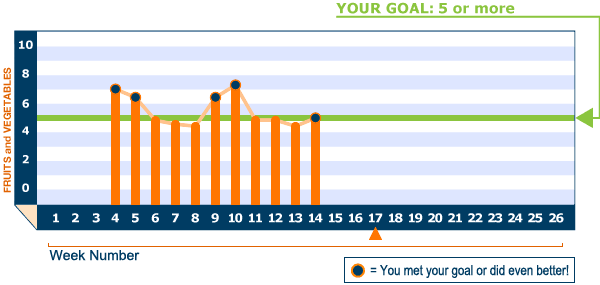 YOUR GOAL: 5 or more
FRUITS and VEGETABLES
10
8
6
4
2
0
1 2 3 4 5 6 7 8 9 10 11 12 13 14 15 16 17 18 19 20 21 22 23 24 25 26
Week Number
= You met your goal or did even better!